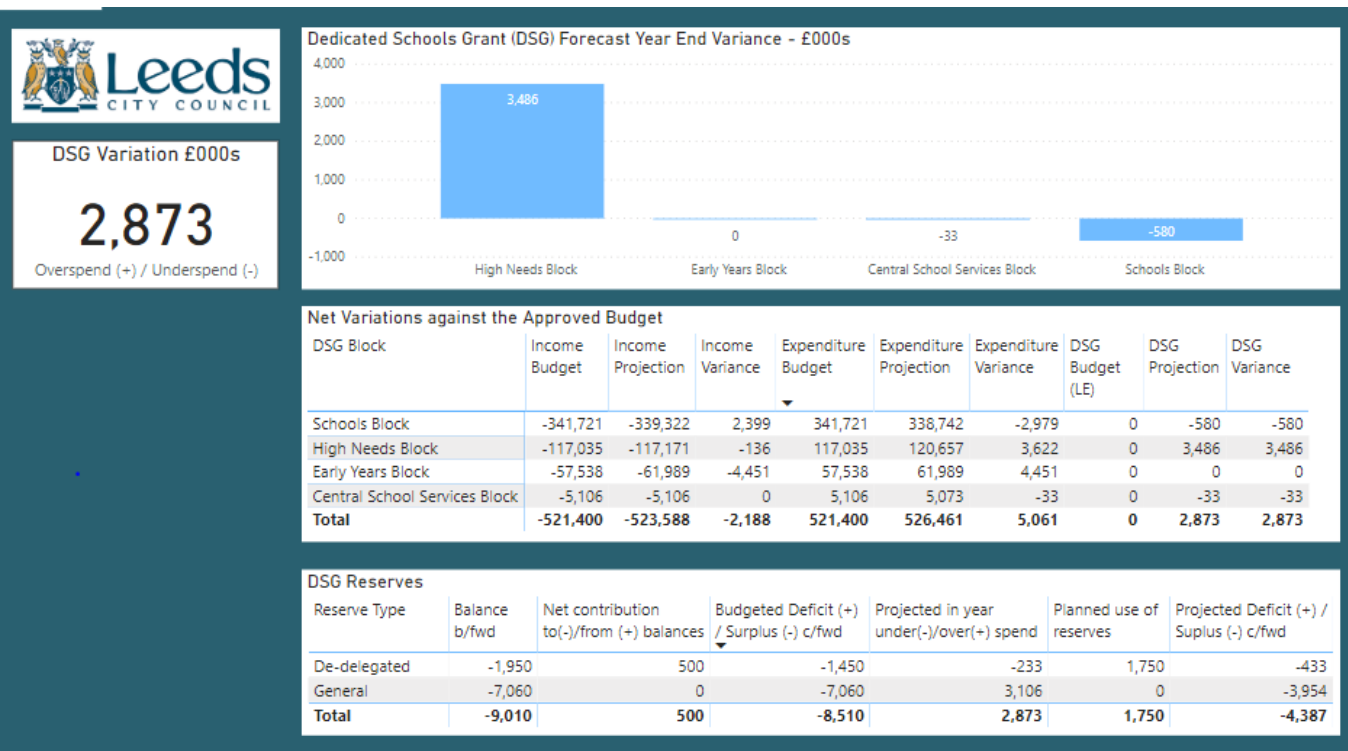 Leeds
CITY COUNCIL
DSG Variation £000s
2,873
Overspend (+) / Underspend (-)
Dedicated Schools Grant (DSG) Forecast Year End Variance - £000s
4,000
3,000
2,000
1,000
0
-1,000
3,486
0
-33
-580
High Needs Block
Early Years Block
Central School Services Block
Schools Block
Net Variations against the Approved Budget
DSG Block Income Budget Income Projection Income Variance Expenditure Budget Expenditure Projection Expenditure Variance DSG Budget (LE) DSG Projection DSG Variance
Schools Block -341,721 -339,322 2,399 341,721 338,742 -2,979 0 -580 -580
High Needs Block -117,035 -117,171 -136 117,035 120,657 3,622 0 3,486 3,486
Early Years Block -57,538 -61,989 -4,451 57,538 61,989 4,451 0 0 0
Central School Services Block -5,106 -5,106 0 5,106 5,073 -33 0 -33 -33
Total -521,400 -523,588 -2,188 521,400 526,461 5,061 0 2,873 2,873
DSG Reserves
Reserve Type Balance b/fwd Net contribution to(-)/from (+) balances Budgeted Deficit (+) / Surplus (-) c/fwd Projected in year under(-)/over(+) spend Planned use of reserves Projected Deficit (+) / Suplus (-) c/fwd
De-delegated -1,950 500 -1,450 -233 1,750 -433
General -7,060 0 -7,060 3,106 0 -3,954
Total -9,010 500 -8,510 2,873 1,750 -4,387